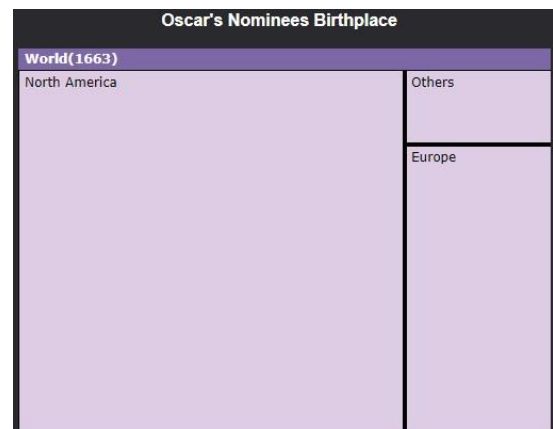 Oscar's Nominees Birthplace
World(1663)
North America
Others
Europe